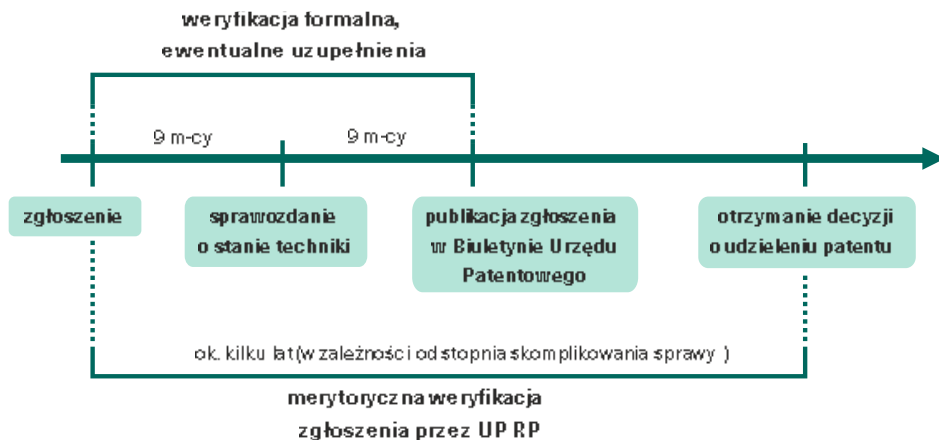 weryfikacja formalna,
ewentualne uzupełnienia
9 m-cy
9 m-cy
zgłoszenie
sprawozdanie
o stanie techniki
publikacja zgłoszenia
w Biuletynie Urzędu
Patentowego
otrzymanie decyzji
o udzieleniu patentu
ok. kilku lat (w zależności od stopnia skomplikowania sprawy )
merytoryczna weryfikacja
zgłoszenia przez UP RP